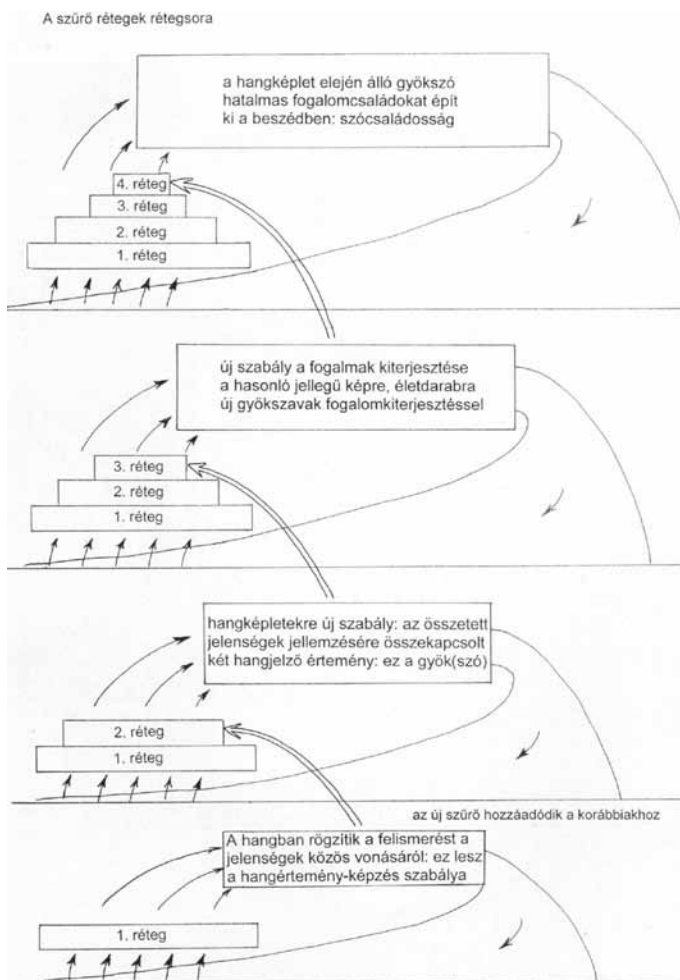 A szűrő rétegek rétegsora
a hangképlet elején álló gyökszó
hatalmas fogalomcsaládokat épít
ki a beszédben: szócsaládosság
4. réteg
3. réteg
2. réteg
1. réteg
új szabály a fogalmak kiterjesztése
a hasonló jellegű képre, életdarabra
új gyökszavak fogalomkiterjesztéssel
3. réteg
2. réteg
1. réteg
hangképletekre új szabály: az összetett
jelenségek jellemzésére összekapcsolt
két hangjelző értemény: ez a gyök(szó)
2. réteg
1. réteg
az új szűrő hozzáadódik a korábbiakhoz
A hangban rögzítik a felismerést a
jelenségek közös vonásáról: ez lesz
a hangértemény-képzés szabálya
1. réteg